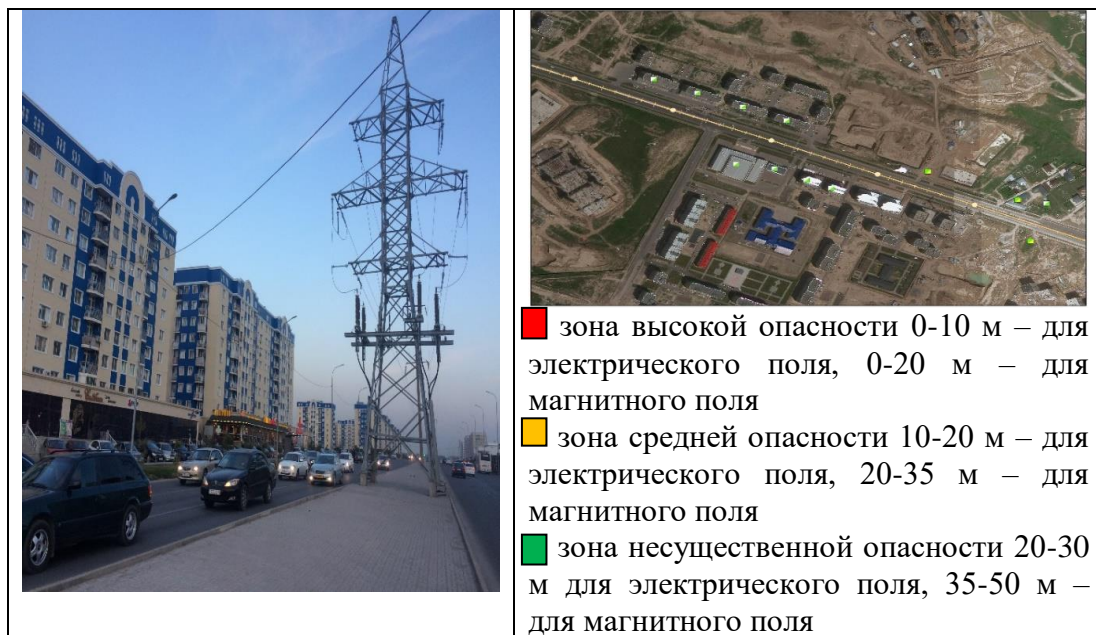 зона высокой опасности 0-10 м – для
электрического поля, 0-20 м – для
магнитного поля
зона средней опасности 10-20 м – для
электрического поля, 20-35 м – для
магнитного поля
зона несущественной опасности 20-30
м для электрического поля, 35-50 м –
для магнитного поля